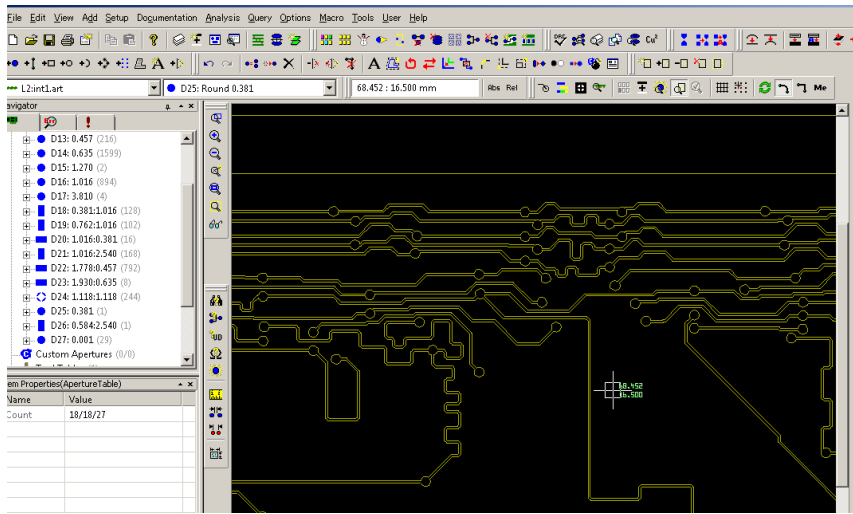 File Edit View Add Setup Documentation Analysis Query Options Macro Tools User Help
DRC Cu²
A
L2:int1.art D25: Round 0.381 68.452 : 16.500 mm Abs Rel Me
avigator
D13: 0.457 (216)
D14: 0.635 (1599)
D15: 1.270 (2)
D16: 1.016 (894)
D17: 3.810 (4)
D18: 0.381:1.016 (128)
D19: 0.762:1.016 (102)
D20: 1.016:0.381 (16)
D21: 1.016:2.540 (168)
D22: 1.778:0.457 (792)
D23: 1.930:0.635 (8)
D24: 1.118:1.118 (244)
D25: 0.381 (1)
D26: 0.584:2.540 (1)
D27: 0.001 (29)
Custom Apertures (0/0)
em Properties(ApertureTable)
Name Value
Count 18/18/27
UD
68.452
16.500